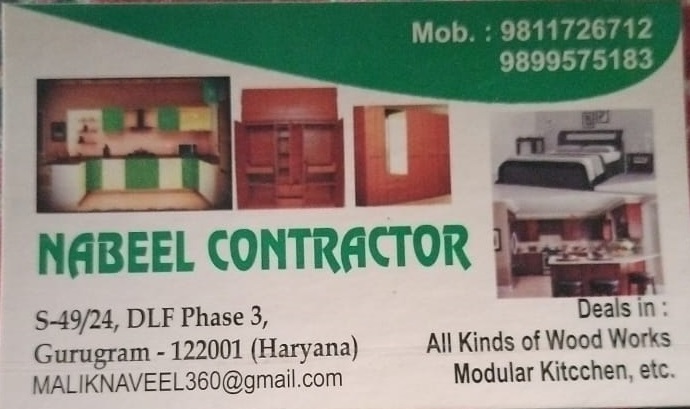 Mob. : 9811726712
9899575183
NABEEL CONTRACTOR
S-49/24, DLF Phase 3,
Gurugram - 122001 (Haryana)
MALIKNAVEEL360@gmail.com
Deals in :
All Kinds of Wood Works
Modular Kitcchen, etc.